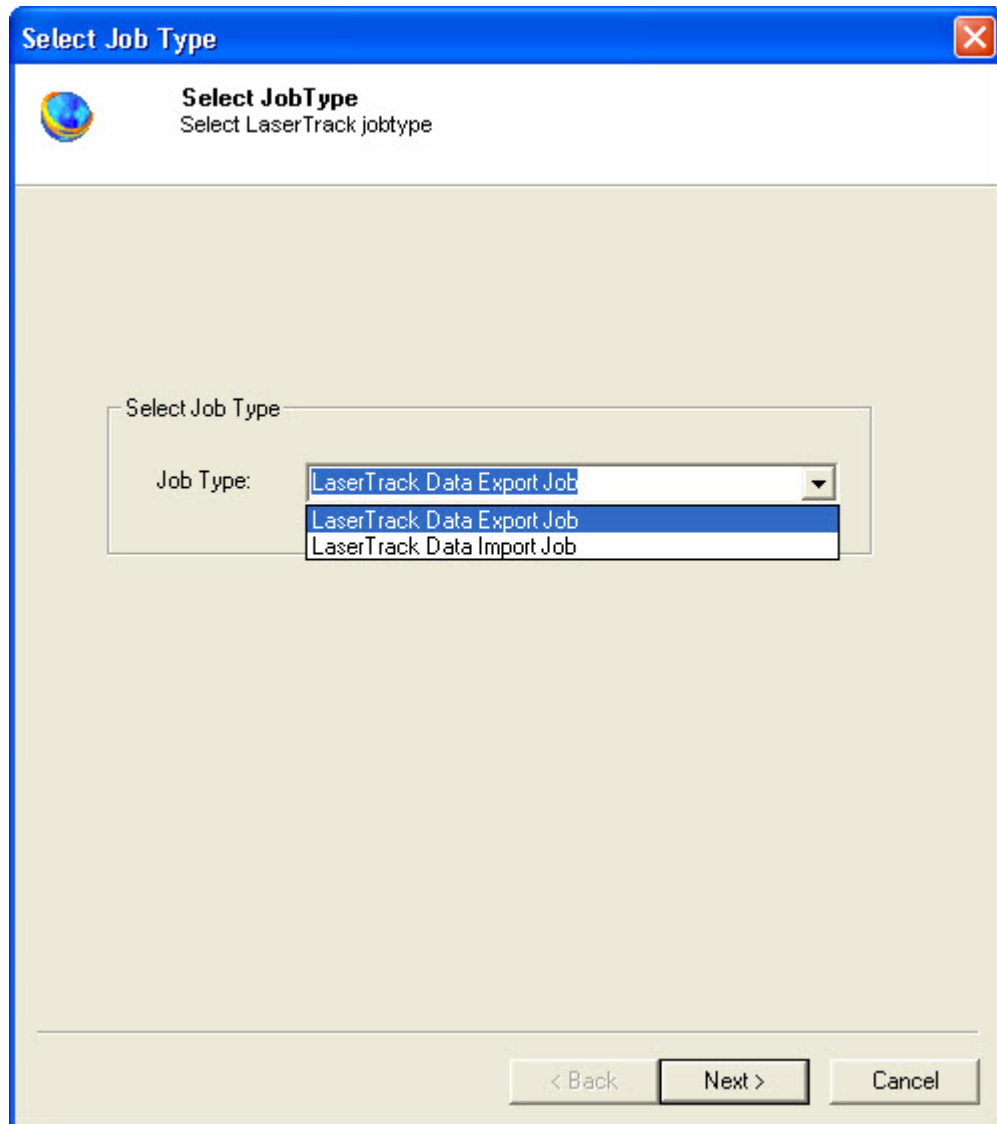 Select Job Type
Select JobType
Select LaserTrack jobtype
Select Job Type
Job Type:
LaserTrack Data Export Job
LaserTrack Data Export Job
LaserTrack Data Import Job
< Back
Next >
Cancel